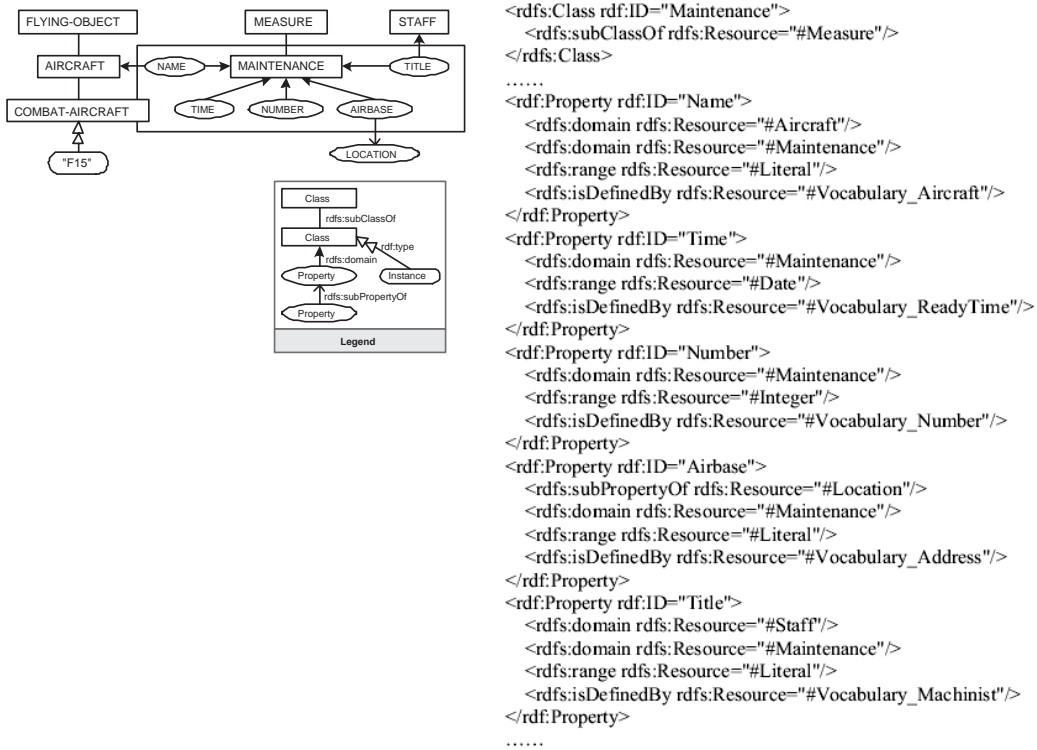 FLYING-OBJECT
MEASURE
STAFF
AIRCRAFT
NAME
MAINTENANCE
TITLE
COMBAT-AIRCRAFT
TIME
NUMBER
AIRBASE
"F15"
LOCATION
Class
rdfs:subClassOf
Class
rdf:type
rdfs:domain
Property
Instance
rdfs:subPropertyOf
Property
Legend
<rdfs:Class rdf:ID="Maintenance">
<rdfs:subClassOf rdfs:Resource="#Measure"/>
</rdfs:Class>
......
<rdf:Property rdf:ID="Name">
<rdfs:domain rdfs:Resource="#Aircraft"/>
<rdfs:domain rdfs:Resource="#Maintenance"/>
<rdfs:range rdfs:Resource="#Literal"/>
<rdfs:isDefinedBy rdfs:Resource="#Vocabulary_Aircraft"/>
</rdf:Property>
<rdf:Property rdf:ID="Time">
<rdfs:domain rdfs:Resource="#Maintenance"/>
<rdfs:range rdfs:Resource="#Date"/>
<rdfs:isDefinedBy rdfs:Resource="#Vocabulary_ReadyTime"/>
</rdf:Property>
<rdf:Property rdf:ID="Number">
<rdfs:domain rdfs:Resource="#Maintenance"/>
<rdfs:range rdfs:Resource="#Integer"/>
<rdfs:isDefinedBy rdfs:Resource="#Vocabulary_Number"/>
</rdf:Property>
<rdf:Property rdf:ID="Airbase">
<rdfs:subPropertyOf rdfs:Resource="#Location"/>
<rdfs:domain rdfs:Resource="#Maintenance"/>
<rdfs:range rdfs:Resource="#Literal"/>
<rdfs:isDefinedBy rdfs:Resource="#Vocabulary_Address"/>
</rdf:Property>
<rdf:Property rdf:ID="Title">
<rdfs:domain rdfs:Resource="#Staff"/>
<rdfs:domain rdfs:Resource="#Maintenance"/>
<rdfs:range rdfs:Resource="#Literal"/>
<rdfs:isDefinedBy rdfs:Resource="#Vocabulary_Machinist"/>
</rdf:Property>
......